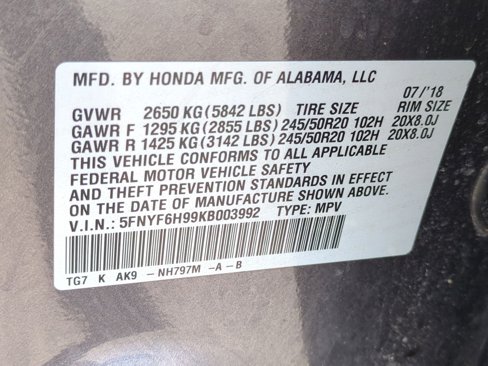 MFD. BY HONDA MFG. OF ALABAMA, LLC
07/'18
GVWR 2650 KG (5842 LBS) TIRE SIZE RIM SIZE
GAWR F 1295 KG (2855 LBS) 245/50R20 102H 20X8.0J
GAWR R 1425 KG (3142 LBS) 245/50R20 102H 20X8.0J
THIS VEHICLE CONFORMS TO ALL APPLICABLE
FEDERAL MOTOR VEHICLE SAFETY
AND THEFT PREVENTION STANDARDS IN EFFECT
ON THE DATE OF MANUFACTURE SHOWN ABOVE.
V.I.N.: 5FNYF6H99KB003992 TYPE: MPV
TG7 K AK9 -NH797M -A-B